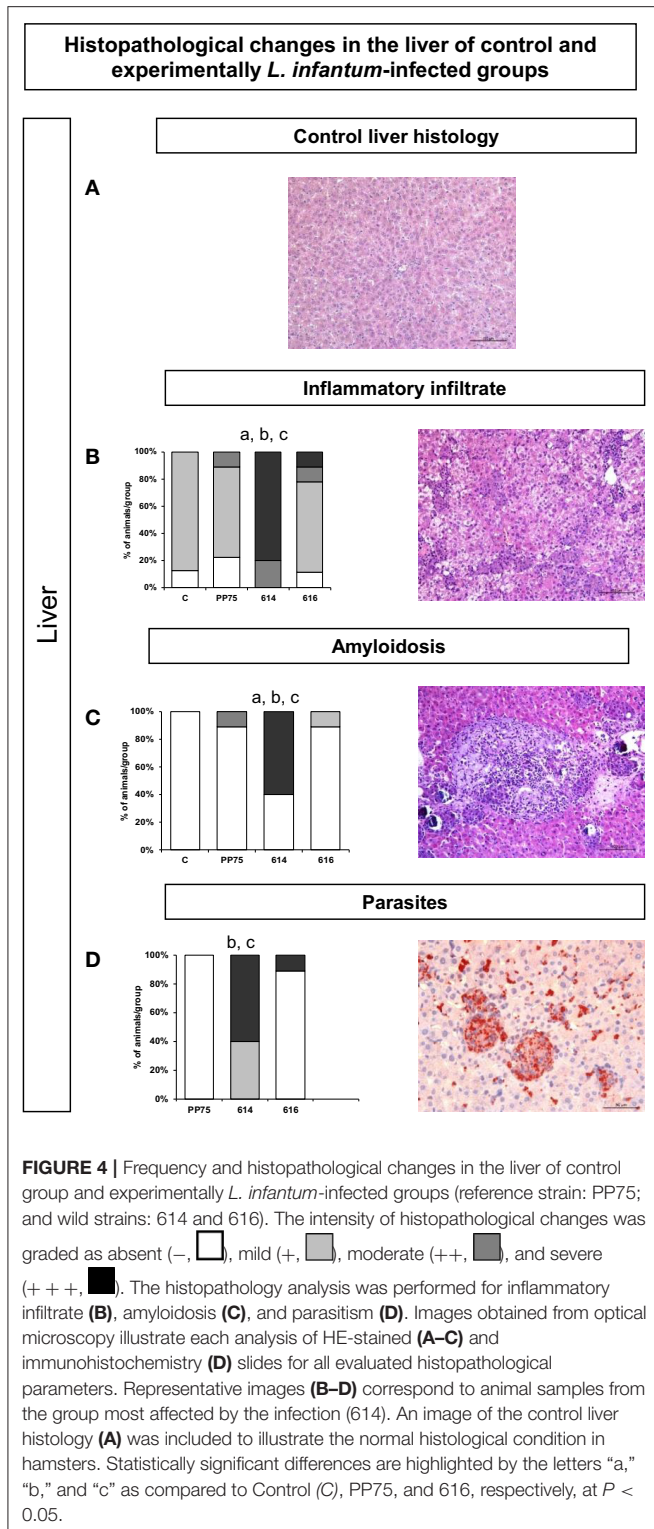 Histopathological changes in the liver of control and
experimentally L. infantum-infected groups
Liver
Control liver histology
A
Inflammatory infiltrate
B
a, b, c
100%
80%
60%
40%
20%
0%
% of animals/group
C PP75 614 616
Amyloidosis
C
a, b, c
100%
80%
60%
40%
20%
0%
% of animals/group
C PP75 614 616
Parasites
D
b, c
100%
80%
60%
40%
20%
0%
% of animals/group
PP75 614 616
FIGURE 4 | Frequency and histopathological changes in the liver of control
group and experimentally L. infantum-infected groups (reference strain: PP75;
and wild strains: 614 and 616). The intensity of histopathological changes was
graded as absent (−, ), mild (+, ), moderate (++, ), and severe
(+ + +, ). The histopathology analysis was performed for inflammatory
infiltrate (B), amyloidosis (C), and parasitism (D). Images obtained from optical
microscopy illustrate each analysis of HE-stained (A–C) and
immunohistochemistry (D) slides for all evaluated histopathological
parameters. Representative images (B–D) correspond to animal samples from
the group most affected by the infection (614). An image of the control liver
histology (A) was included to illustrate the normal histological condition in
hamsters. Statistically significant differences are highlighted by the letters “a,”
“b,” and “c” as compared to Control (C), PP75, and 616, respectively, at P <
0.05.